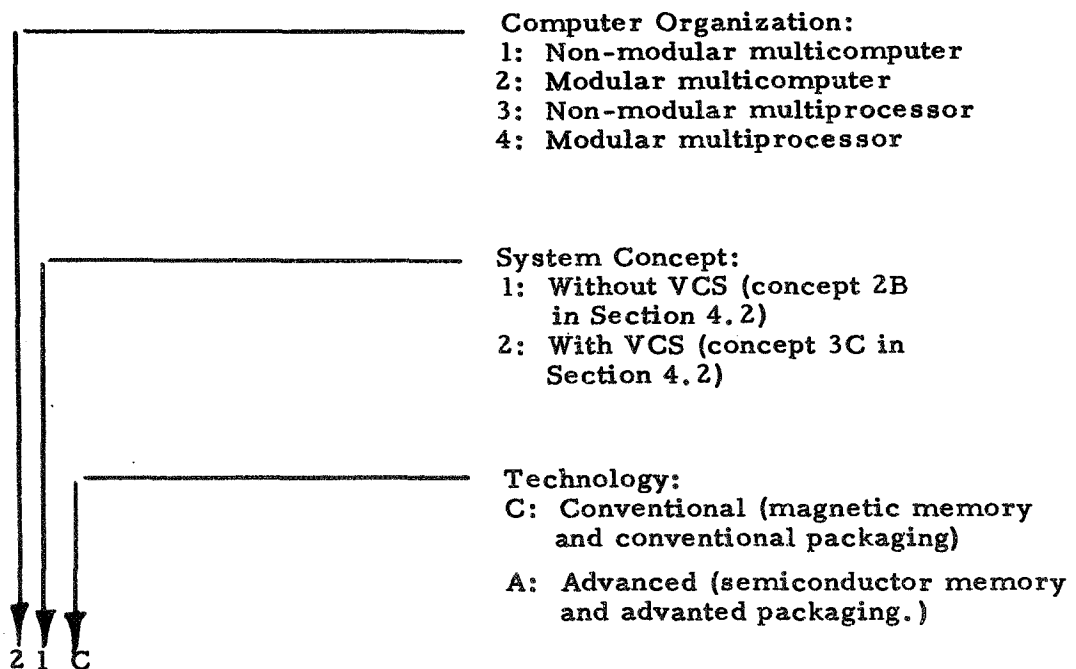 Computer Organization:
1: Non-modular multicomputer
2: Modular multicomputer
3: Non-modular multiprocessor
4: Modular multiprocessor
System Concept:
1: Without VCS (concept 2B
in Section 4.2)
2: With VCS (concept 3C in
Section 4.2)
Technology:
C: Conventional (magnetic memory
and conventional packaging)
A: Advanced (semiconductor memory
and advanted packaging.)
2 1 C